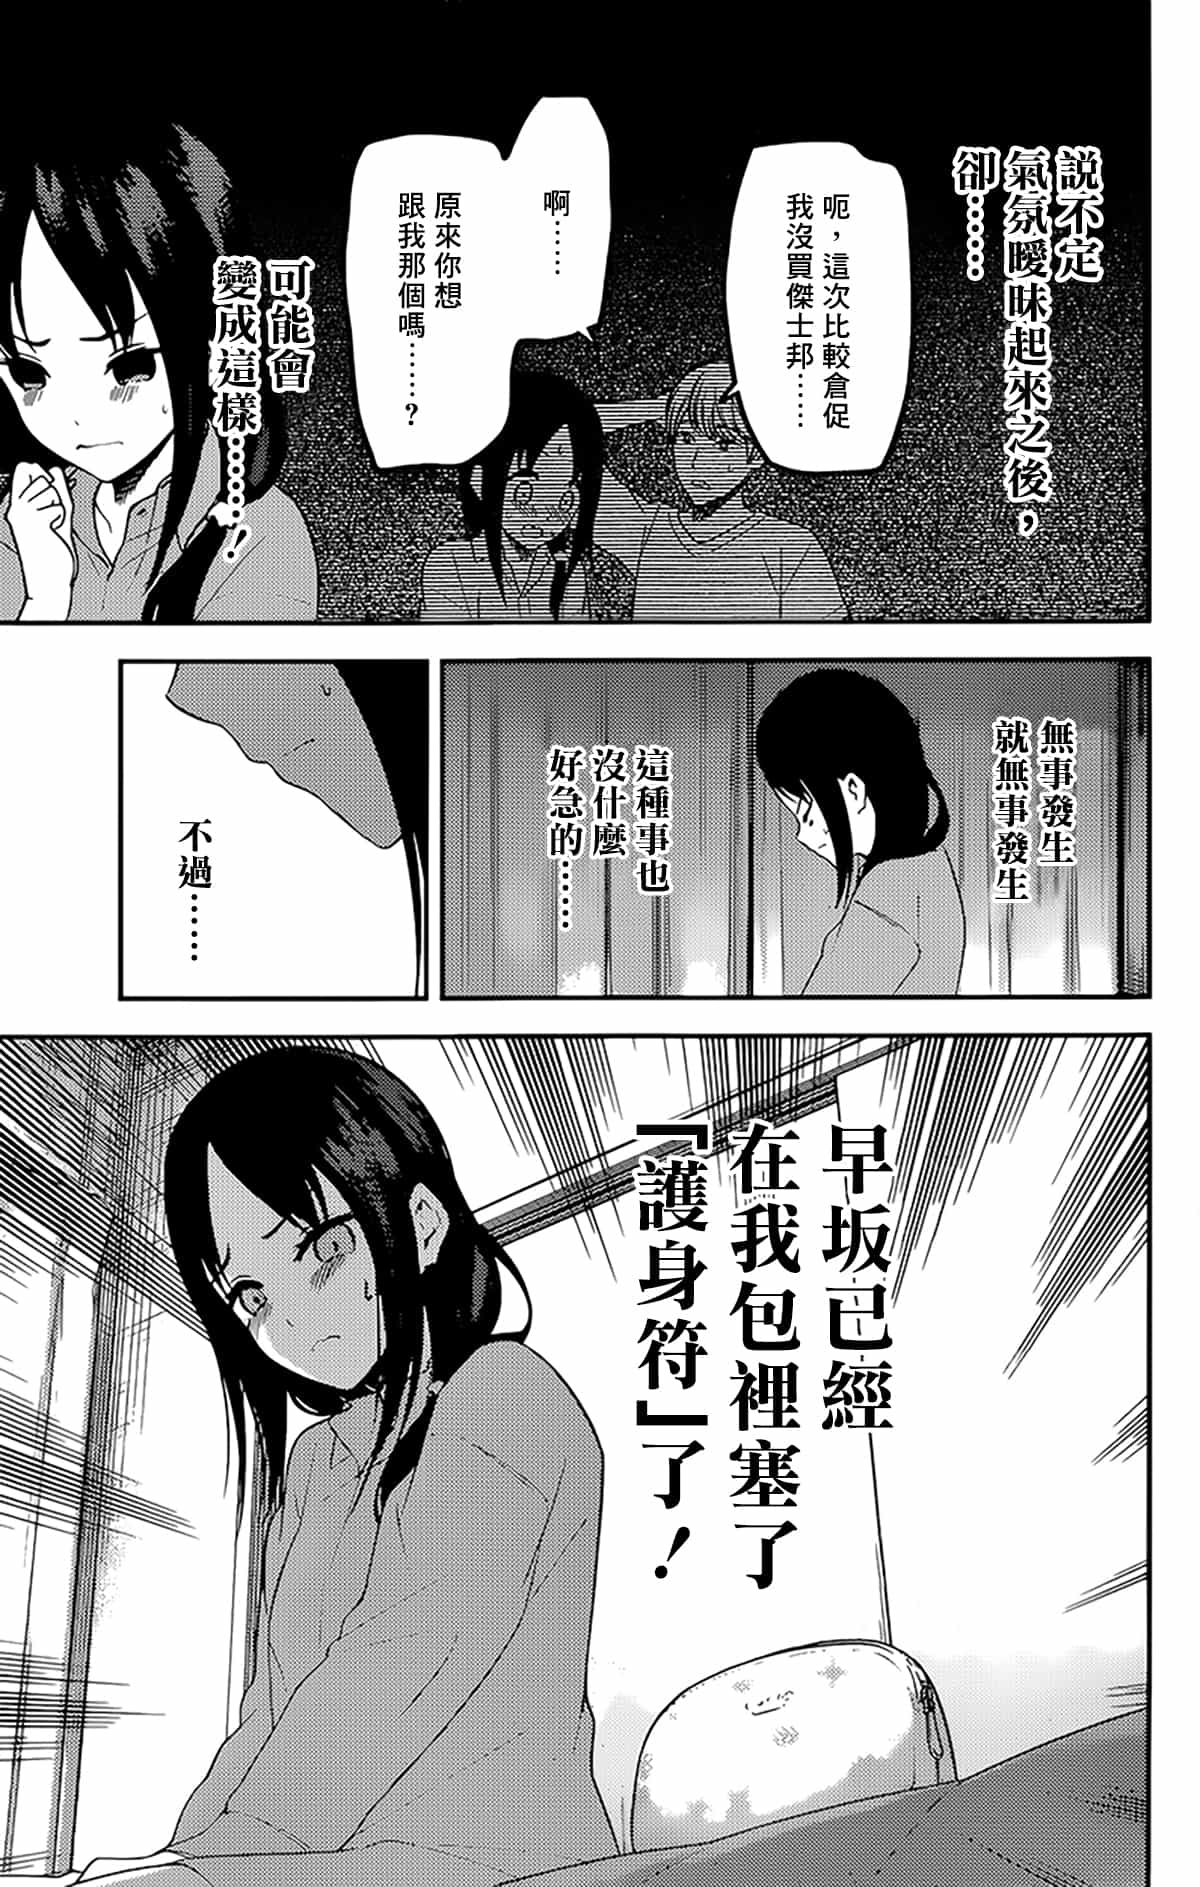 説不定
氣氛曖昧起來之後，
卻……
呃，這次比較倉促
我沒買傑士邦……
啊……
原來你想
跟我那個嗎……？
可能會
變成這樣……！
無事發生
就無事發生
這種事也
沒什麼
好急的……
不過……
早坂已經
在我包裡塞了
『護身符』了！